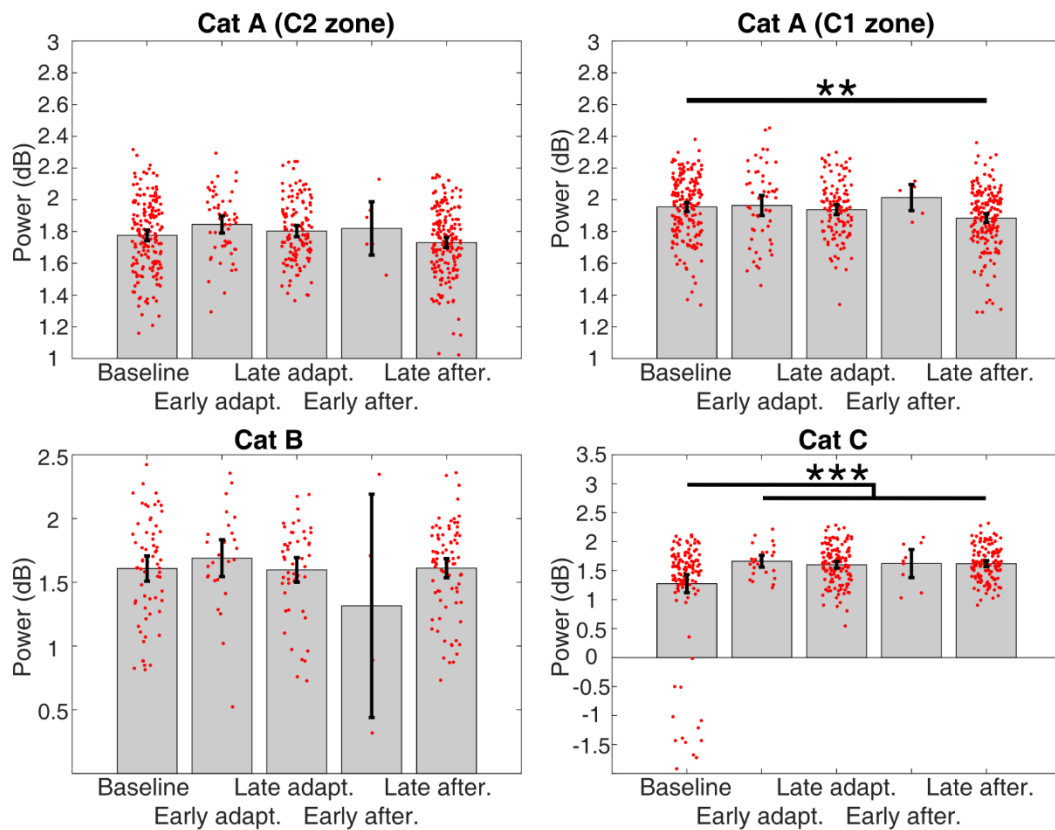 Cat A (C2 zone)
Power (dB)
3
2.8
2.6
2.4
2.2
2
1.8
1.6
1.4
1.2
1
Baseline Late adapt. Late after.
Early adapt. Early after.
Cat A (C1 zone)
**
Power (dB)
3
2.8
2.6
2.4
2.2
2
1.8
1.6
1.4
1.2
1
Baseline Late adapt. Late after.
Early adapt. Early after.
Cat B
Power (dB)
2.5
2
1.5
1
0.5
Baseline Late adapt. Late after.
Early adapt. Early after.
Cat C
***
Power (dB)
3.5
3
2.5
2
1.5
1
0.5
0
-0.5
-1
-1.5
Baseline Late adapt. Late after.
Early adapt. Early after.